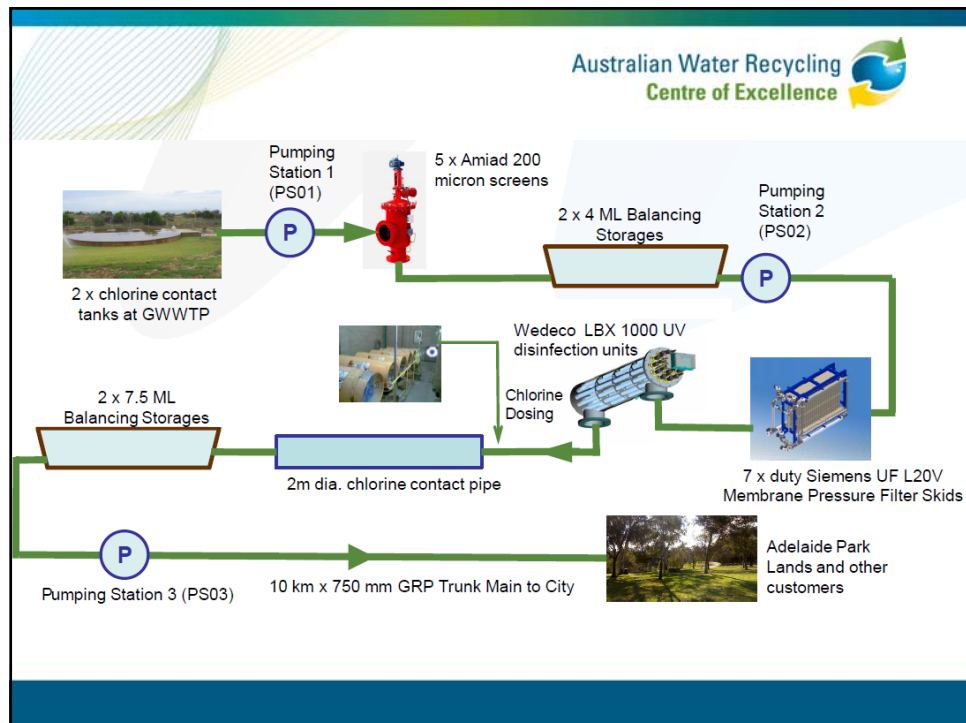 Australian Water Recycling
Centre of Excellence
Pumping
Station 1
(PS01)
P
5 x Amiad 200
micron screens
2 x 4 ML Balancing
Storages
Pumping
Station 2
(PS02)
P
2 x chlorine contact
tanks at GWWTP
Wedeco LBX 1000 UV
disinfection units
Chlorine
Dosing
2 x 7.5 ML
Balancing Storages
2m dia. chlorine contact pipe
7 x duty Siemens UF L20V
Membrane Pressure Filter Skids
P
Pumping Station 3 (PS03)
10 km x 750 mm GRP Trunk Main to City
Adelaide Park
Lands and other
customers